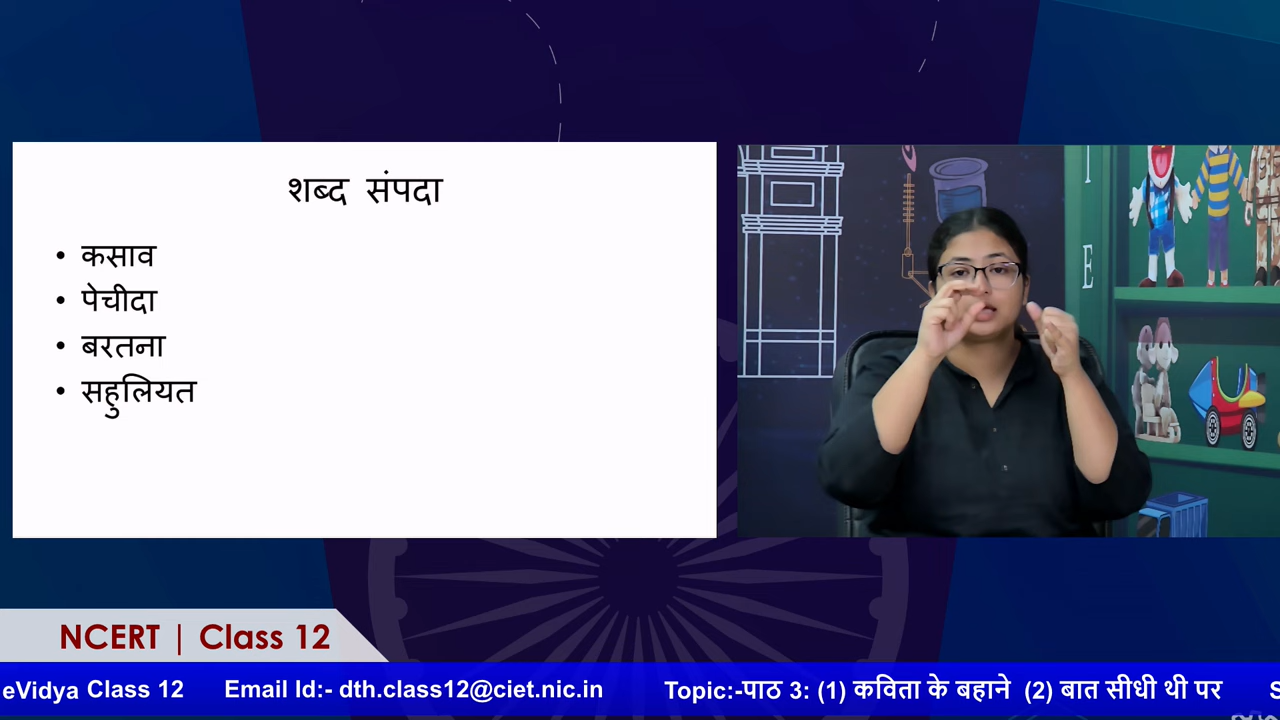 शब्द संपदा
• कसाव
• पेचीदा
• बरतना
• सहुलियत
I
E
NCERT | Class 12
eVidya Class 12 Email Id:- dth.class12@ciet.nic.in Topic:-पाठ 3: (1) कविता के बहाने (2) बात सीधी थी पर